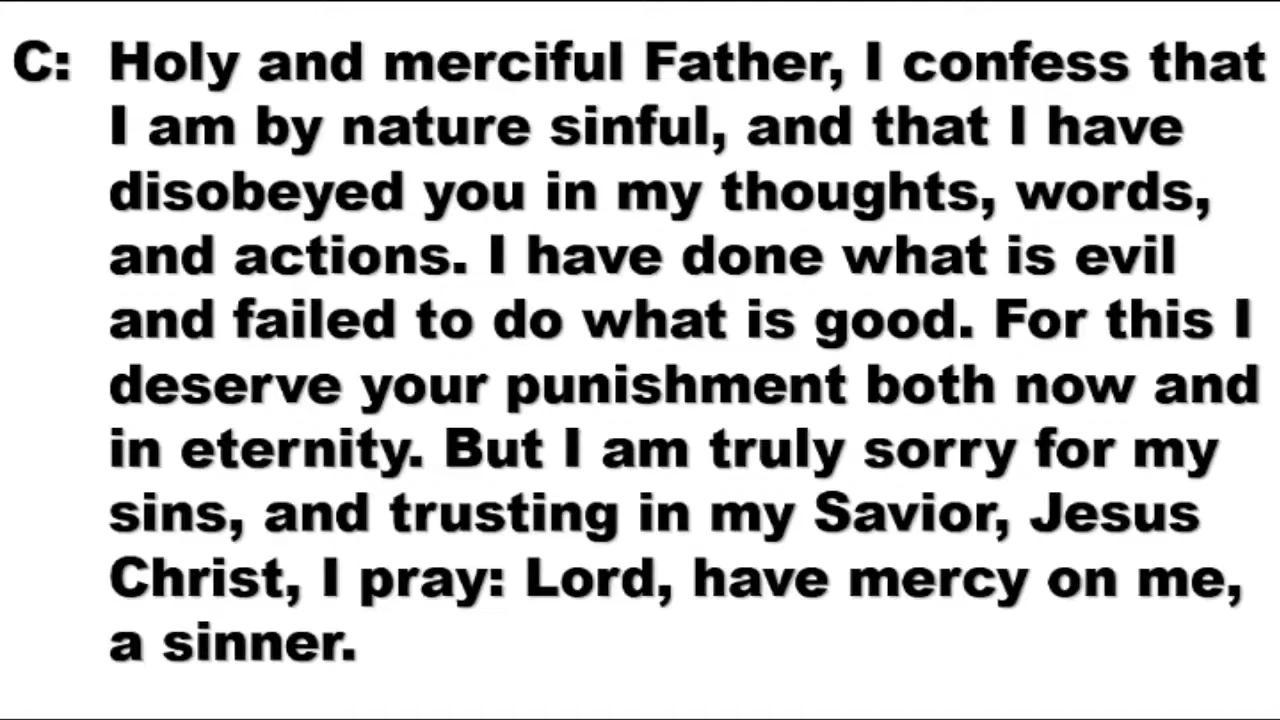 C: Holy and merciful Father, I confess that
I am by nature sinful, and that I have
disobeyed you in my thoughts, words,
and actions. I have done what is evil
and failed to do what is good. For this I
deserve your punishment both now and
in eternity. But I am truly sorry for my
sins, and trusting in my Savior, Jesus
Christ, I pray: Lord, have mercy on me,
a sinner.